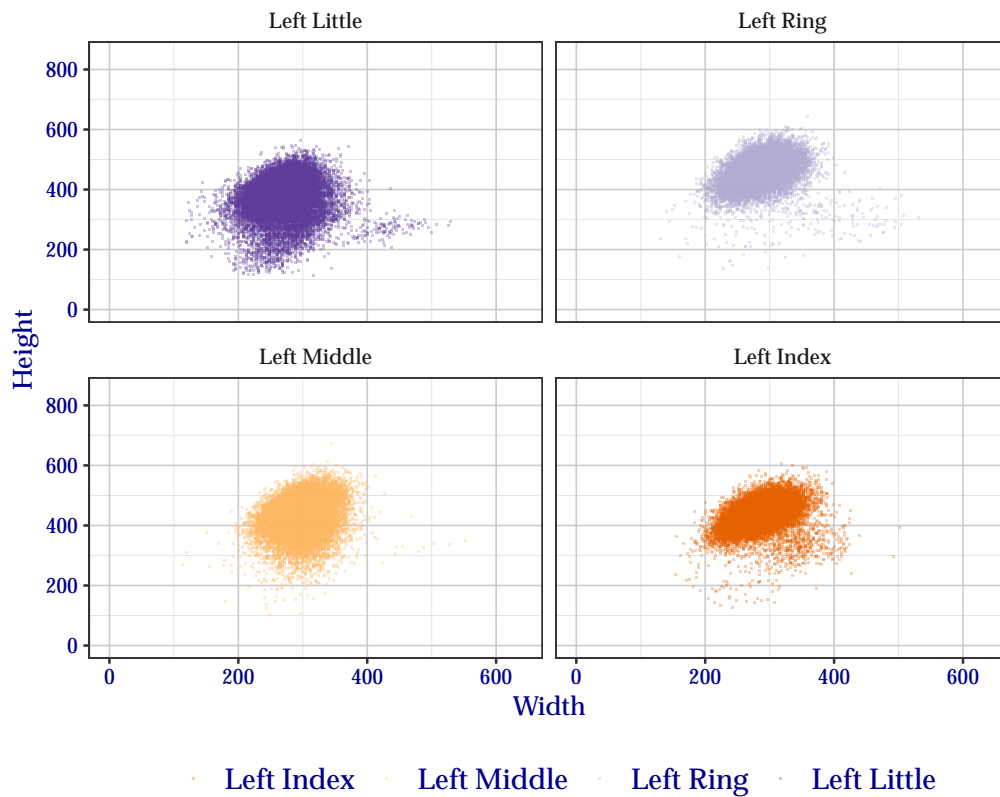 Left Little
Left Ring
800
600
400
200
0
Height
Left Middle
Left Index
800
600
400
200
0
0 200 400 600
0 200 400 600
Width
Left Index Left Middle Left Ring Left Little